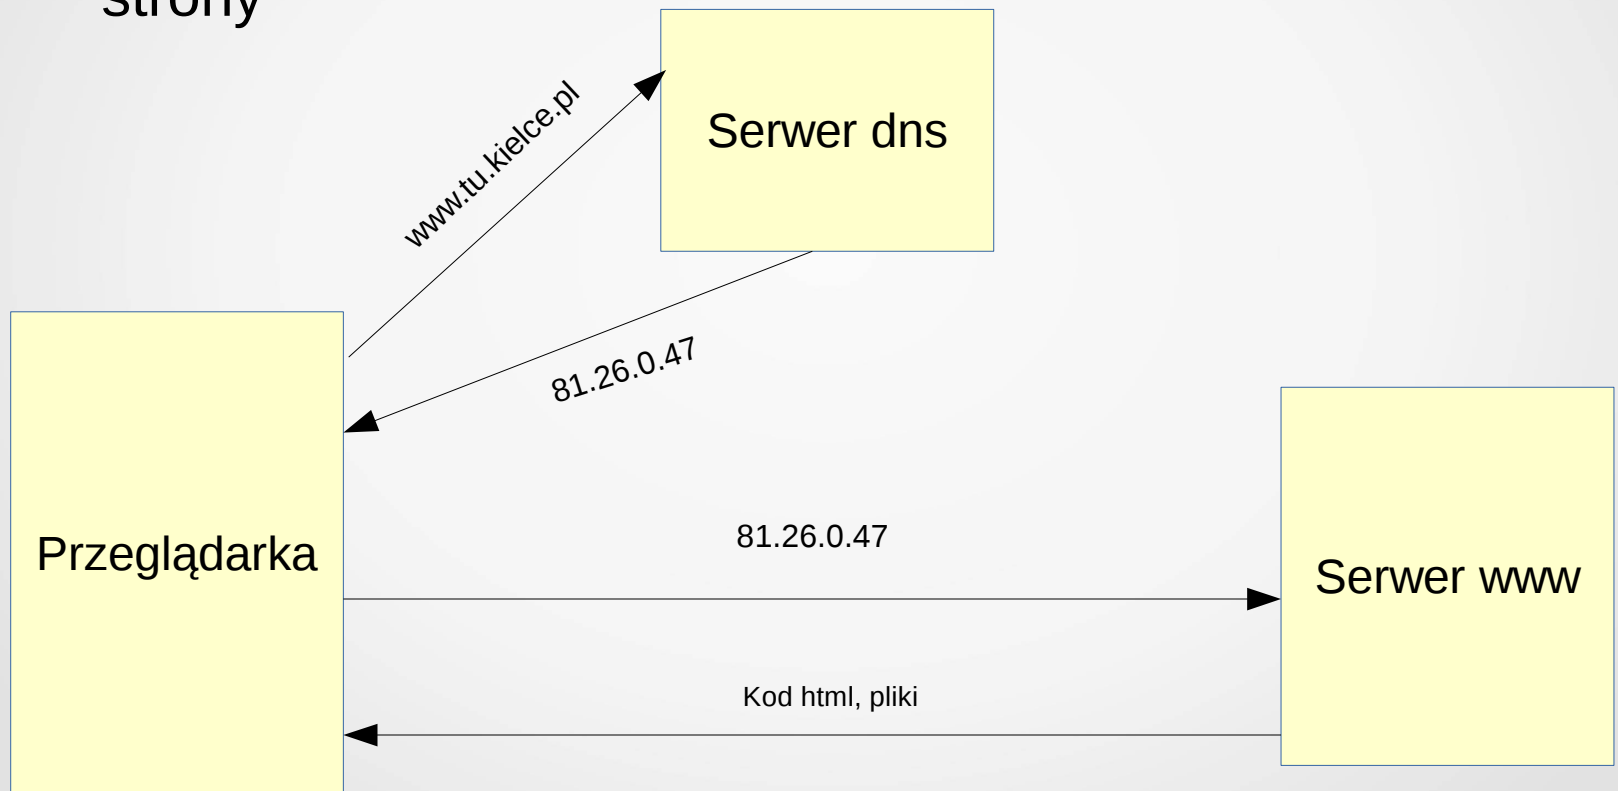 strony
Serwer dns
www.tu.kielce.pl
81.26.0.47
Przeglądarka
81.26.0.47
Serwer www
Kod html, pliki